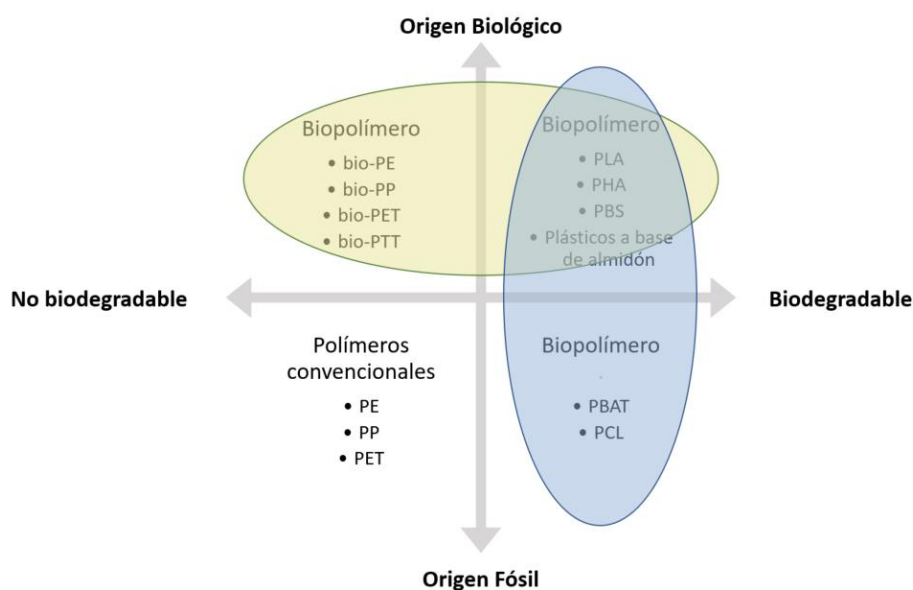 Origen Biológico
Biopolímero
• bio-PE
• bio-PP
• bio-PET
• bio-PTT
Biopolímero
• PLA
• PHA
• PBS
• Plásticos a base
de almidón
No biodegradable
Biodegradable
Polímeros
convencionales
• PE
• PP
• PET
Biopolímero
• PBAT
• PCL
Origen Fósil